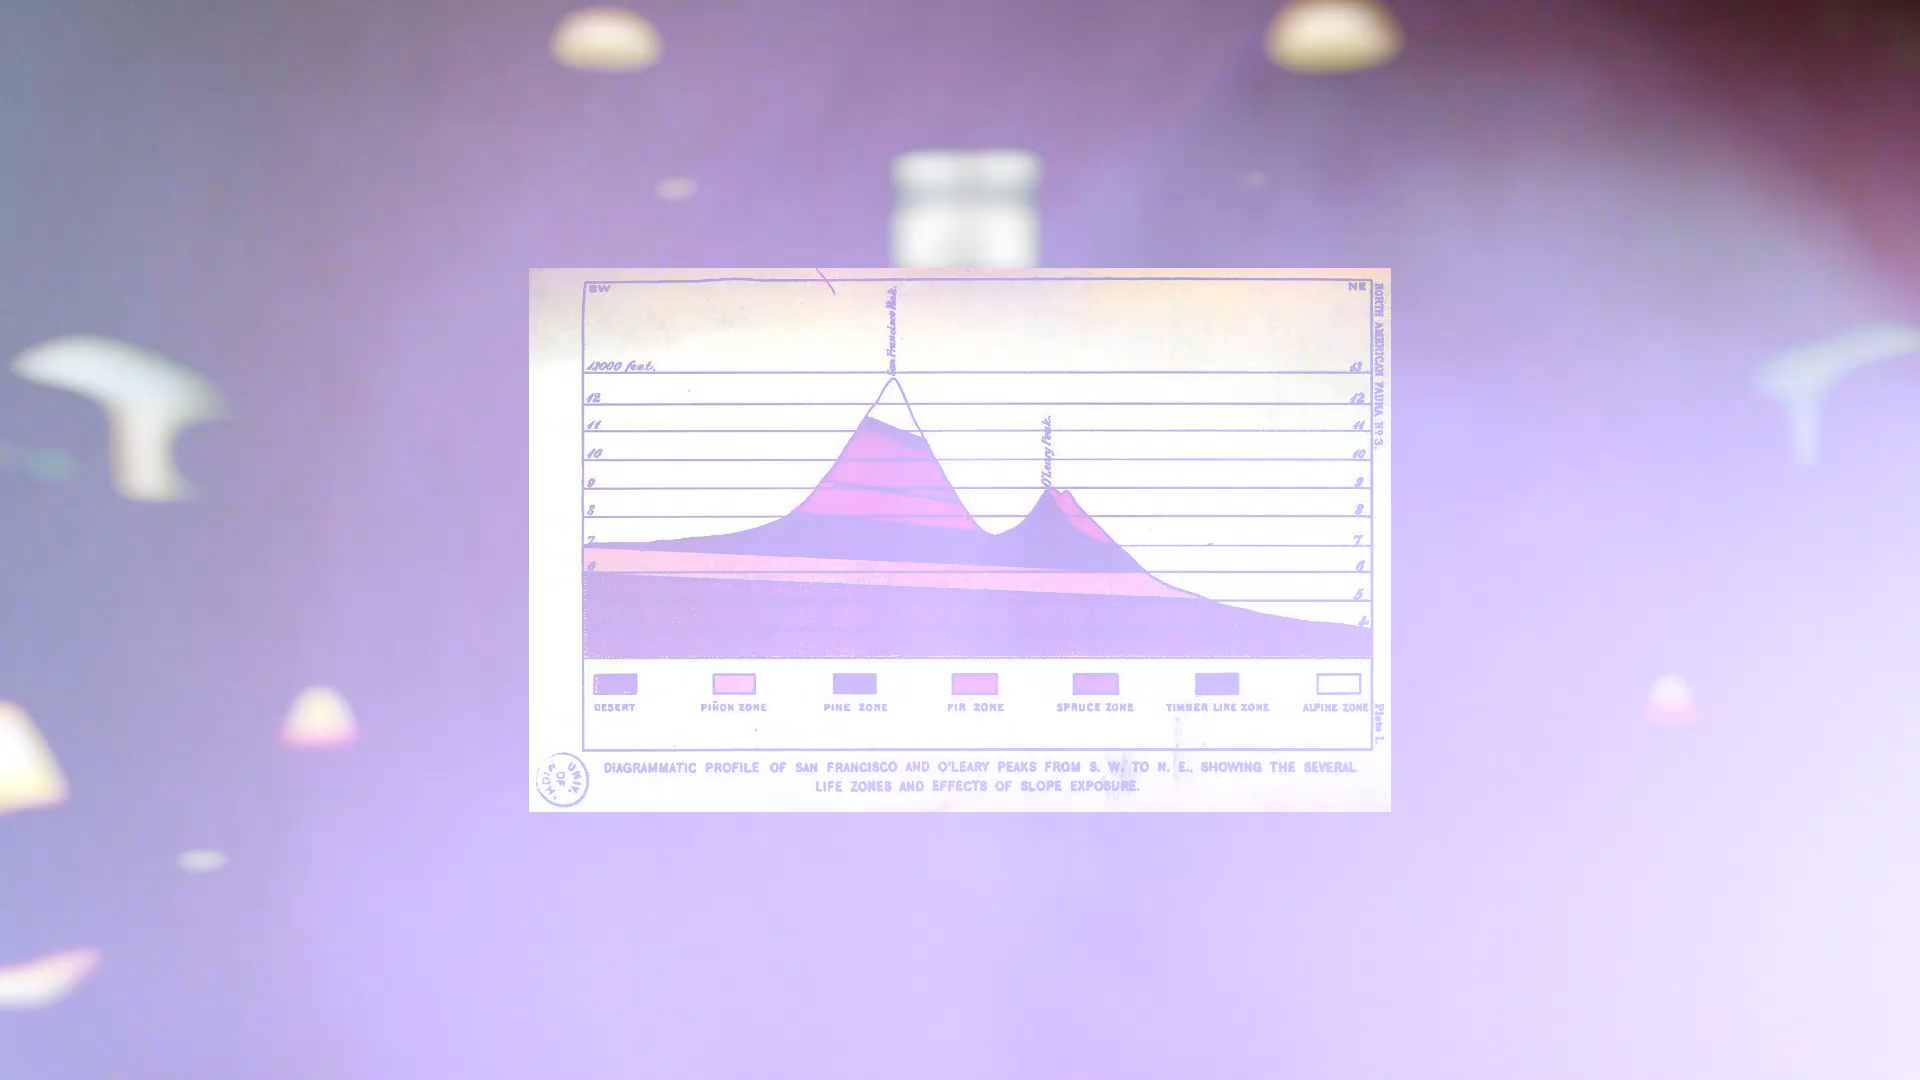 SW
NE
San Francisco Mt.
NORTH AMERICAN FAUNA No 3.
13000 feet.
13
12
12
11
11
O'Leary Peak.
10
10
9
9
8
8
7
7
6
6
5
4
DESERT
PIÑON ZONE
PINE ZONE
FIR ZONE
SPRUCE ZONE
TIMBER LINE ZONE
ALPINE ZONE
Plate 1.
UNIV. OF MICH.
DIAGRAMMATIC PROFILE OF SAN FRANCISCO AND O'LEARY PEAKS FROM S. W. TO N. E., SHOWING THE SEVERAL
LIFE ZONES AND EFFECTS OF SLOPE EXPOSURE.